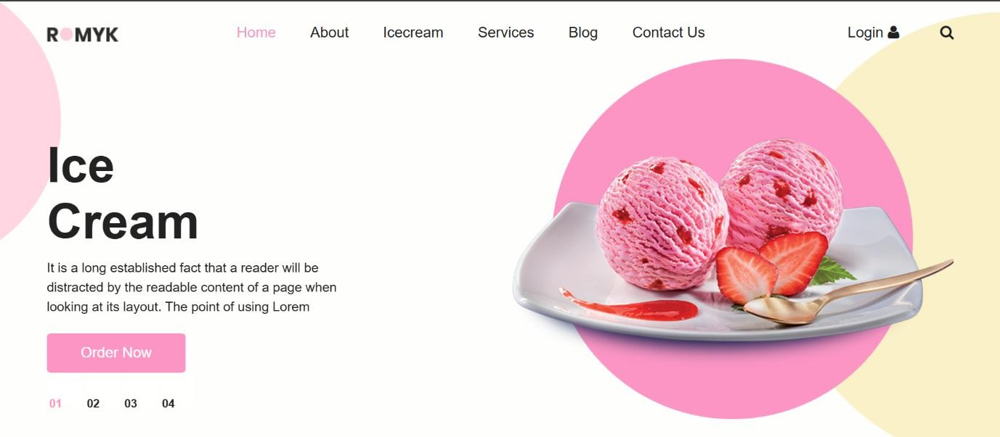 ROMYK
Home About Icecream Services Blog Contact Us
Login
Ice
Cream
It is a long established fact that a reader will be
distracted by the readable content of a page when
looking at its layout. The point of using Lorem
Order Now
01 02 03 04